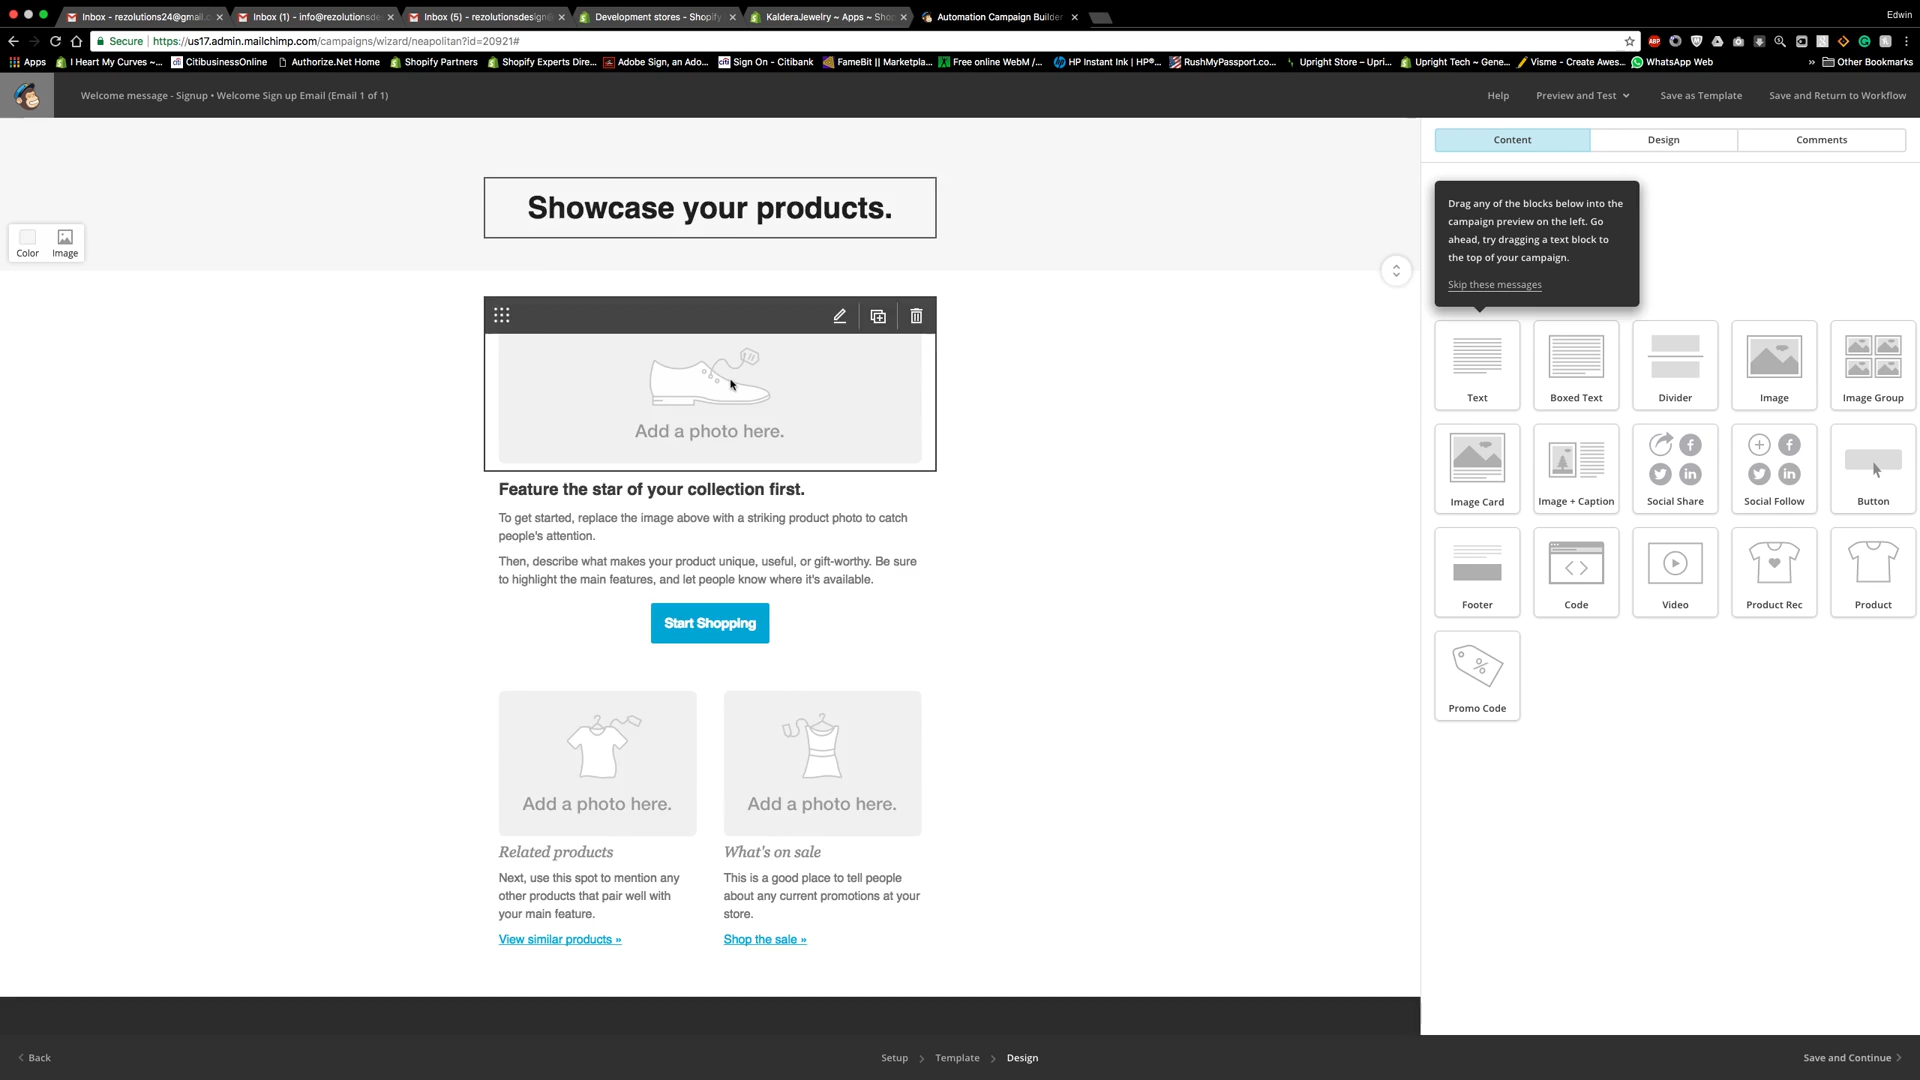 Edwin
Inbox - rezolutions24@gmail.c
Inbox (1) - info@rezolutionsde
Inbox (5) - rezolutionsdesign
Development stores - Shopify
KalderaJewelry ~ Apps ~ Shop
Automation Campaign Builder
Secure
https://us17.admin.mailchimp.com/campaigns/wizard/neapolitan?id=20921#
ABP
Apps
I Heart My Curves ~...
CitibusinessOnline
Authorize.Net Home
Shopify Partners
Shopify Experts Dire...
Adobe Sign, an Ado...
Sign On - Citibank
FameBit || Marketpla...
Free online WebM /...
HP Instant Ink | HP®...
RushMyPassport.co...
Upright Store – Upri...
Upright Tech ~ Gene...
Visme - Create Awes...
WhatsApp Web
»
Other Bookmarks
Welcome message - Signup • Welcome Sign up Email (Email 1 of 1)
Help
Preview and Test
Save as Template
Save and Return to Workflow
Content
Design
Comments
Showcase your products.
Color
Image
Drag any of the blocks below into the
campaign preview on the left. Go
ahead, try dragging a text block to
the top of your campaign.
Skip these messages
Add a photo here.
Feature the star of your collection first.
To get started, replace the image above with a striking product photo to catch
people's attention.
Then, describe what makes your product unique, useful, or gift-worthy. Be sure
to highlight the main features, and let people know where it's available.
Start Shopping
Add a photo here.
Related products
Next, use this spot to mention any
other products that pair well with
your main feature.
View similar products »
Add a photo here.
What's on sale
This is a good place to tell people
about any current promotions at your
store.
Shop the sale »
Text
Boxed Text
Divider
Image
Image Group
Image Card
Image + Caption
Social Share
Social Follow
Button
Footer
Code
Video
Product Rec
Product
%
Promo Code
Back
Setup
Template
Design
Save and Continue